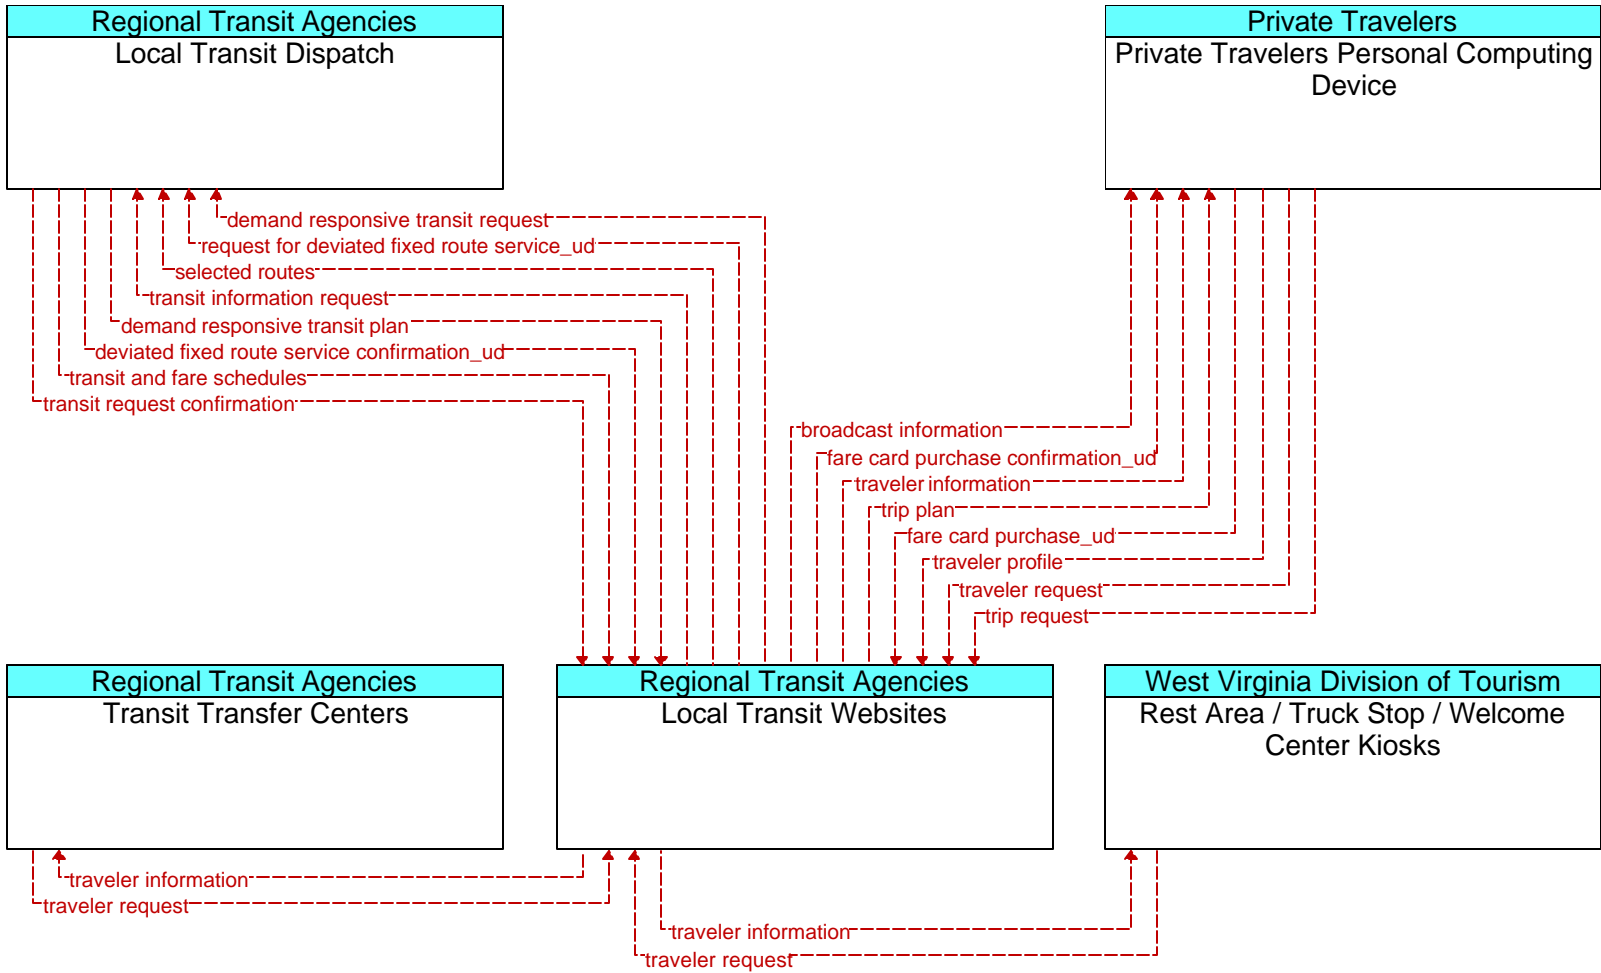 Regional Transit Agencies
Local Transit Dispatch
Private Travelers
Private Travelers Personal Computing
Device
demand responsive transit request
request for deviated fixed route service_ud
selected routes
transit information request
demand responsive transit plan
deviated fixed route service confirmation_ud
transit and fare schedules
transit request confirmation
broadcast information
fare card purchase confirmation_ud
traveler information
trip plan
fare card purchase_ud
traveler profile
traveler request
trip request
Regional Transit Agencies
Transit Transfer Centers
Regional Transit Agencies
Local Transit Websites
West Virginia Division of Tourism
Rest Area / Truck Stop / Welcome
Center Kiosks
traveler information
traveler request
traveler information
traveler request